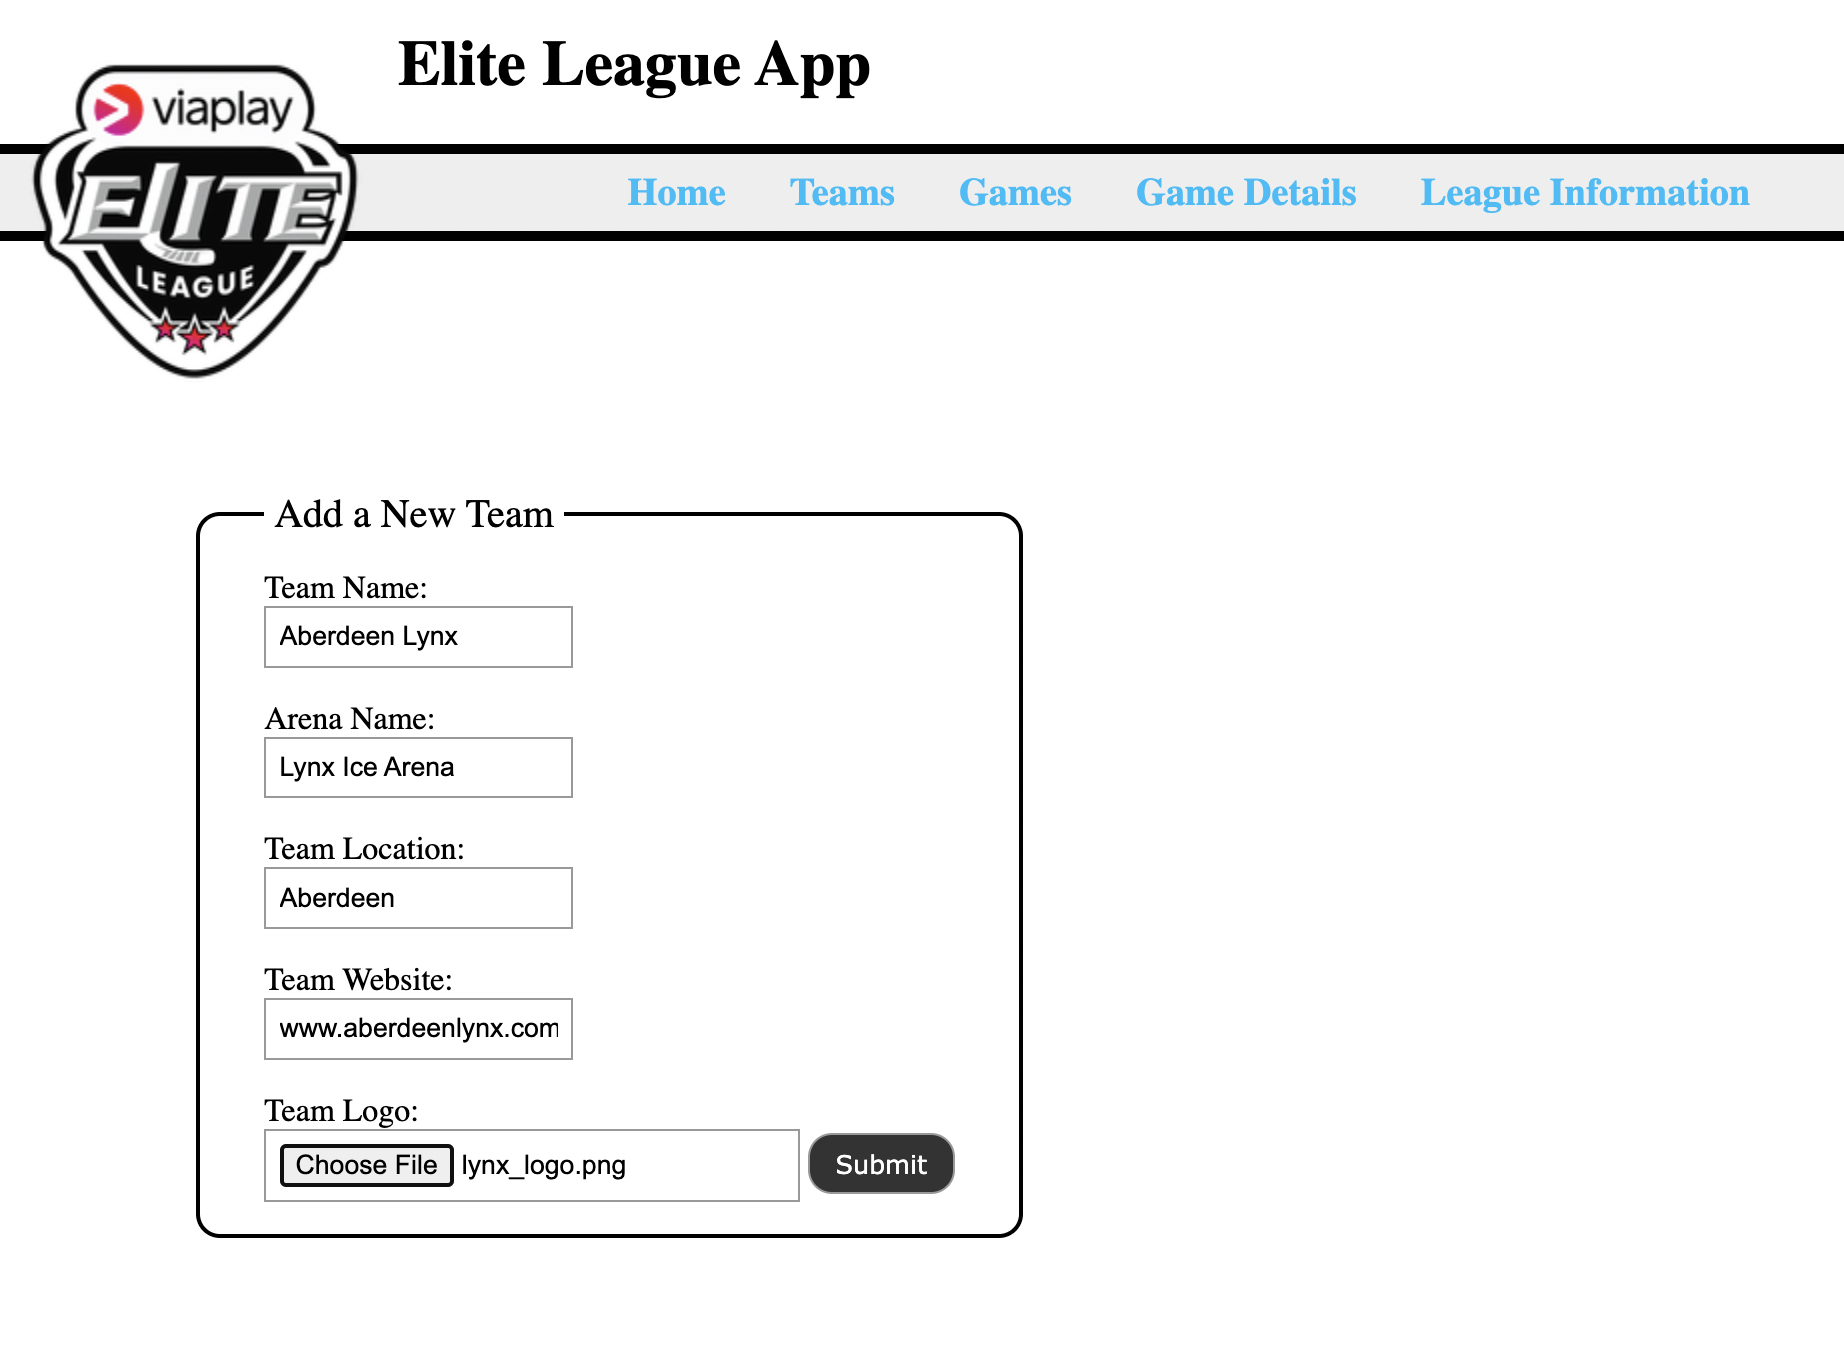 Elite League App
viaplay
ELITE
LEAGUE
Home Teams Games Game Details League Information
Add a New Team
Team Name:
Aberdeen Lynx
Arena Name:
Lynx Ice Arena
Team Location:
Aberdeen
Team Website:
www.aberdeenlynx.com
Team Logo:
Choose File lynx_logo.png Submit